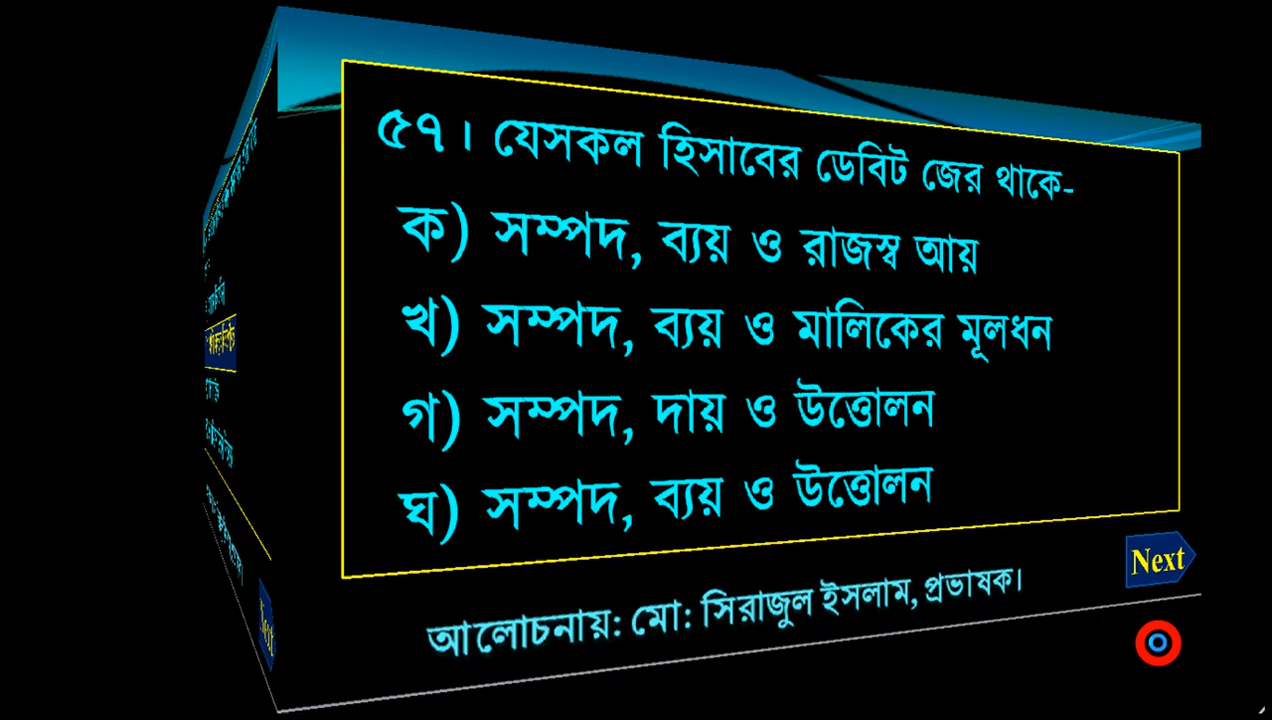 ৫৭। যেসকল হিসাবের ডেবিট জের থাকে-
ক) সম্পদ, ব্যয় ও রাজস্ব আয়
খ) সম্পদ, ব্যয় ও মালিকের মূলধন
গ) সম্পদ, দায় ও উত্তোলন
ঘ) সম্পদ, ব্যয় ও উত্তোলন
Next
আলোচনায়: মো: সিরাজুল ইসলাম, প্রভাষক।
Next